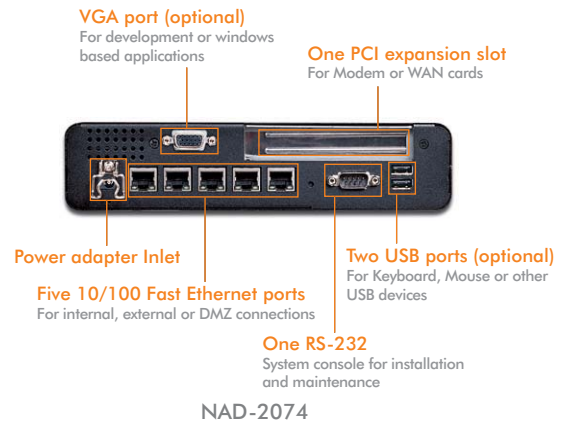 VGA port (optional)
For development or windows
based applications
One PCI expansion slot
For Modem or WAN cards
Power adapter Inlet
Five 10/100 Fast Ethernet ports
For internal, external or DMZ connections
Two USB ports (optional)
For Keyboard, Mouse or other
USB devices
One RS-232
System console for installation
and maintenance
NAD-2074